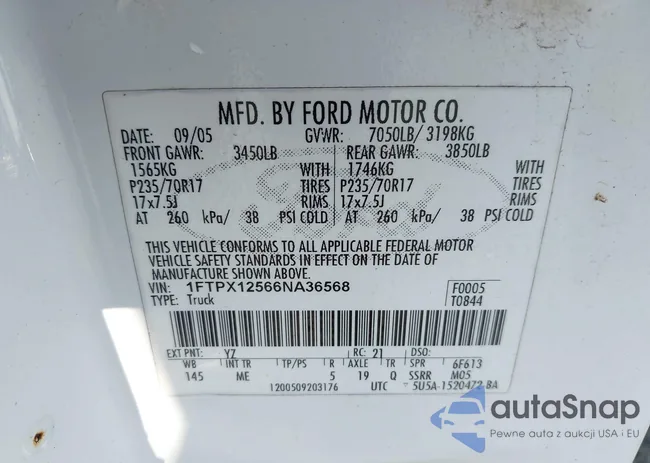 MFD. BY FORD MOTOR CO.
DATE: 09/05 GVWR: 7050LB/ 3198KG
FRONT GAWR: 3450LB REAR GAWR: 3850LB
1565KG WITH 1746KG WITH
P235/70R17 TIRES P235/70R17 TIRES
17x7.5J RIMS 17x7.5J RIMS
AT 260 kPa/ 38 PSI COLD AT 260 kPa/ 38 PSI COLD
THIS VEHICLE CONFORMS TO ALL APPLICABLE FEDERAL MOTOR
VEHICLE SAFETY STANDARDS IN EFFECT ON THE DATE OF
MANUFACTURE SHOWN ABOVE.
VIN: 1FTPX12566NA36568 F0005
TYPE: Truck T0844
EXT PNT: YZ RC: 21 6F613
WB INT TR TP/PS R AXLE TR SPR M05
145 ME 5 19 Q SSRR
1200509203176 UTC 5U5A-1520472-BA
autoSnap
Pewne auta z aukcji USA i EU